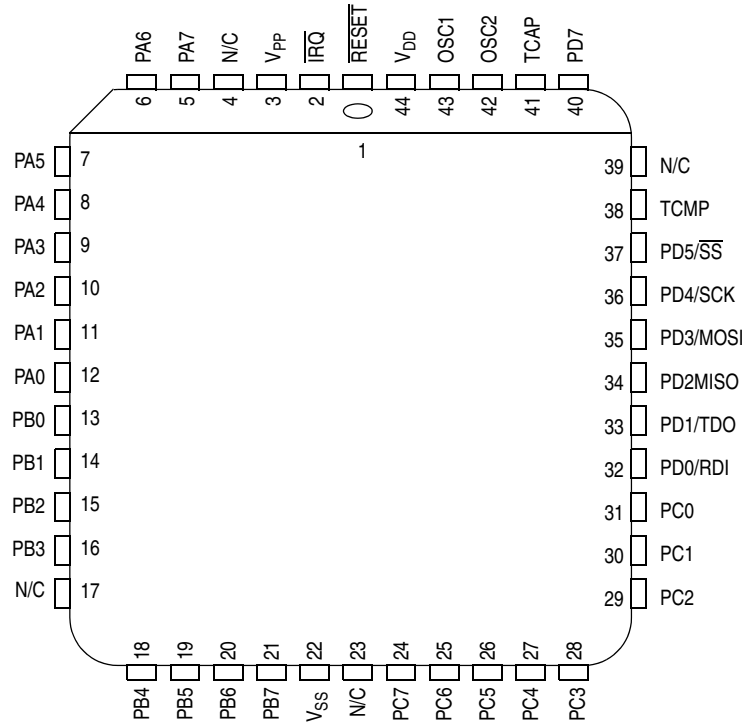 PA6 PA7 N/C VPP IRQ RESET VDD OSC1 OSC2 TCAP PD7
6 5 4 3 2 44 43 42 41 40
1
PA5 7
PA4 8
PA3 9
PA2 10
PA1 11
PA0 12
PB0 13
PB1 14
PB2 15
PB3 16
N/C 17
39 N/C
38 TCMP
37 PD5/SS
36 PD4/SCK
35 PD3/MOSI
34 PD2MISO
33 PD1/TDO
32 PD0/RDI
31 PC0
30 PC1
29 PC2
18 19 20 21 22 23 24 25 26 27 28
PB4 PB5 PB6 PB7 VSS N/C PC7 PC6 PC5 PC4 PC3